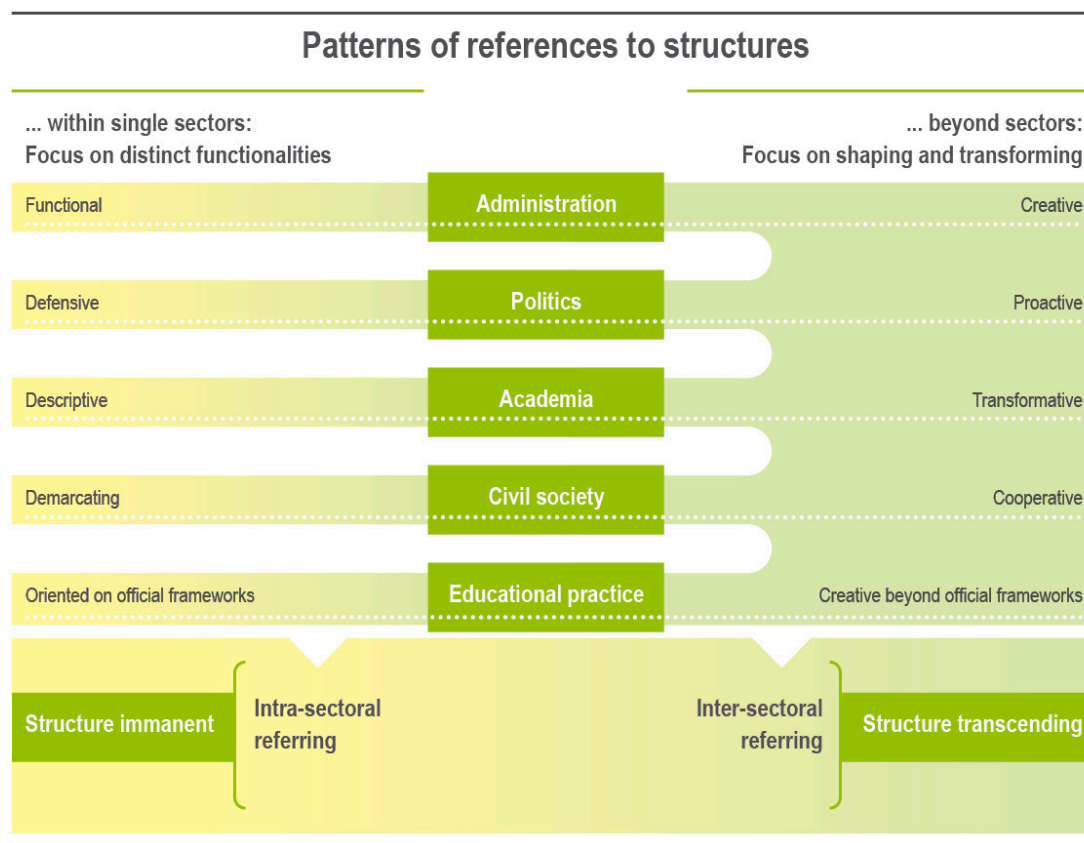 Patterns of references to structures
... within single sectors:
Focus on distinct functionalities
... beyond sectors:
Focus on shaping and transforming
Functional
Administration
Creative
Defensive
Politics
Proactive
Descriptive
Academia
Transformative
Demarcating
Civil society
Cooperative
Oriented on official frameworks
Educational practice
Creative beyond official frameworks
Structure immanent
Intra-sectoral
referring
Inter-sectoral
referring
Structure transcending